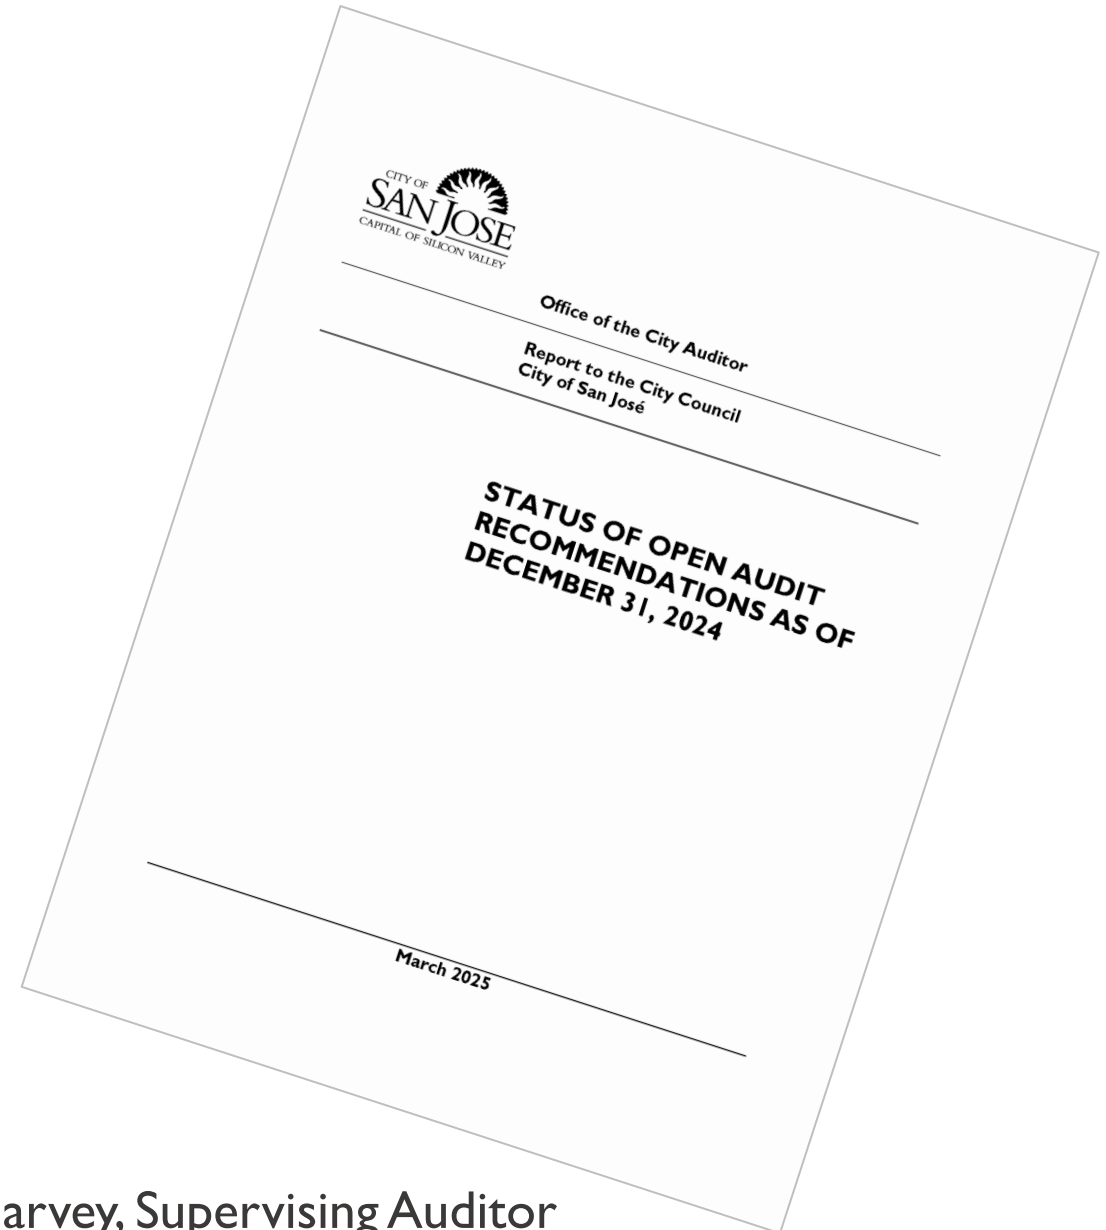 CITY OF
SAN JOSE
CAPITAL OF SILICON VALLEY
Office of the City Auditor
Report to the City Council
City of San José
STATUS OF OPEN AUDIT
RECOMMENDATIONS AS OF
DECEMBER 31, 2024
March 2025
Supervising Auditor